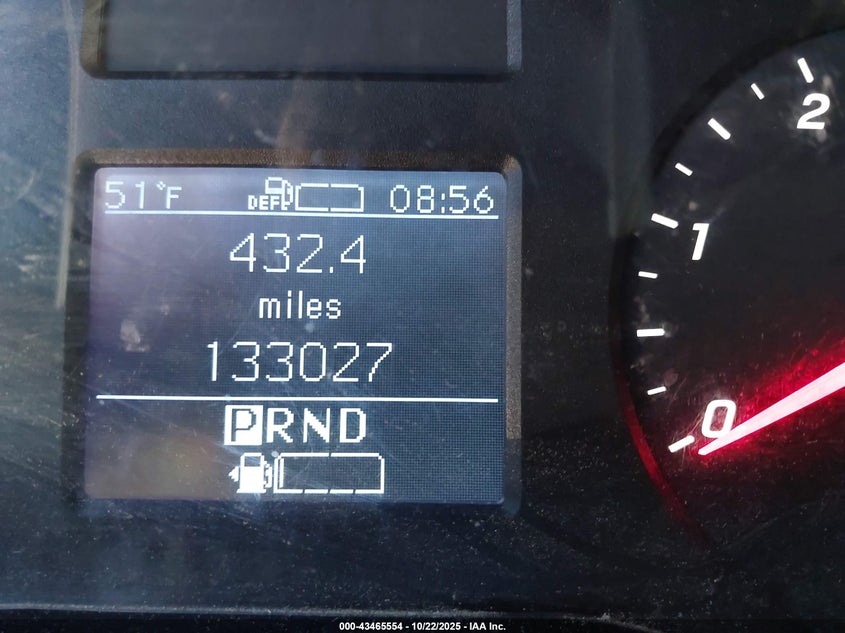 51°F DEF 08:56
432.4
miles
133027
PRND
2
1
0
000-43465554 - 10/22/2025 - IAA Inc.